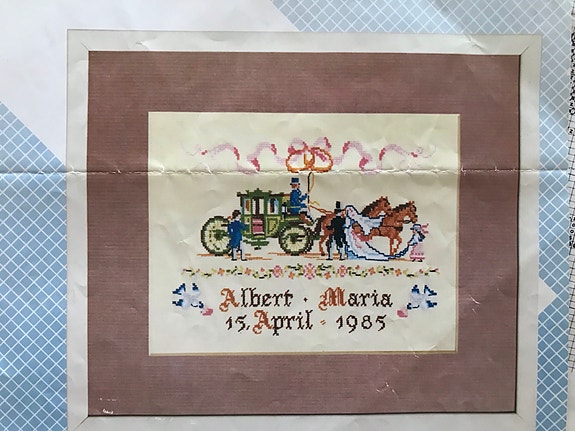 Albert · Maria
15. April - 1985